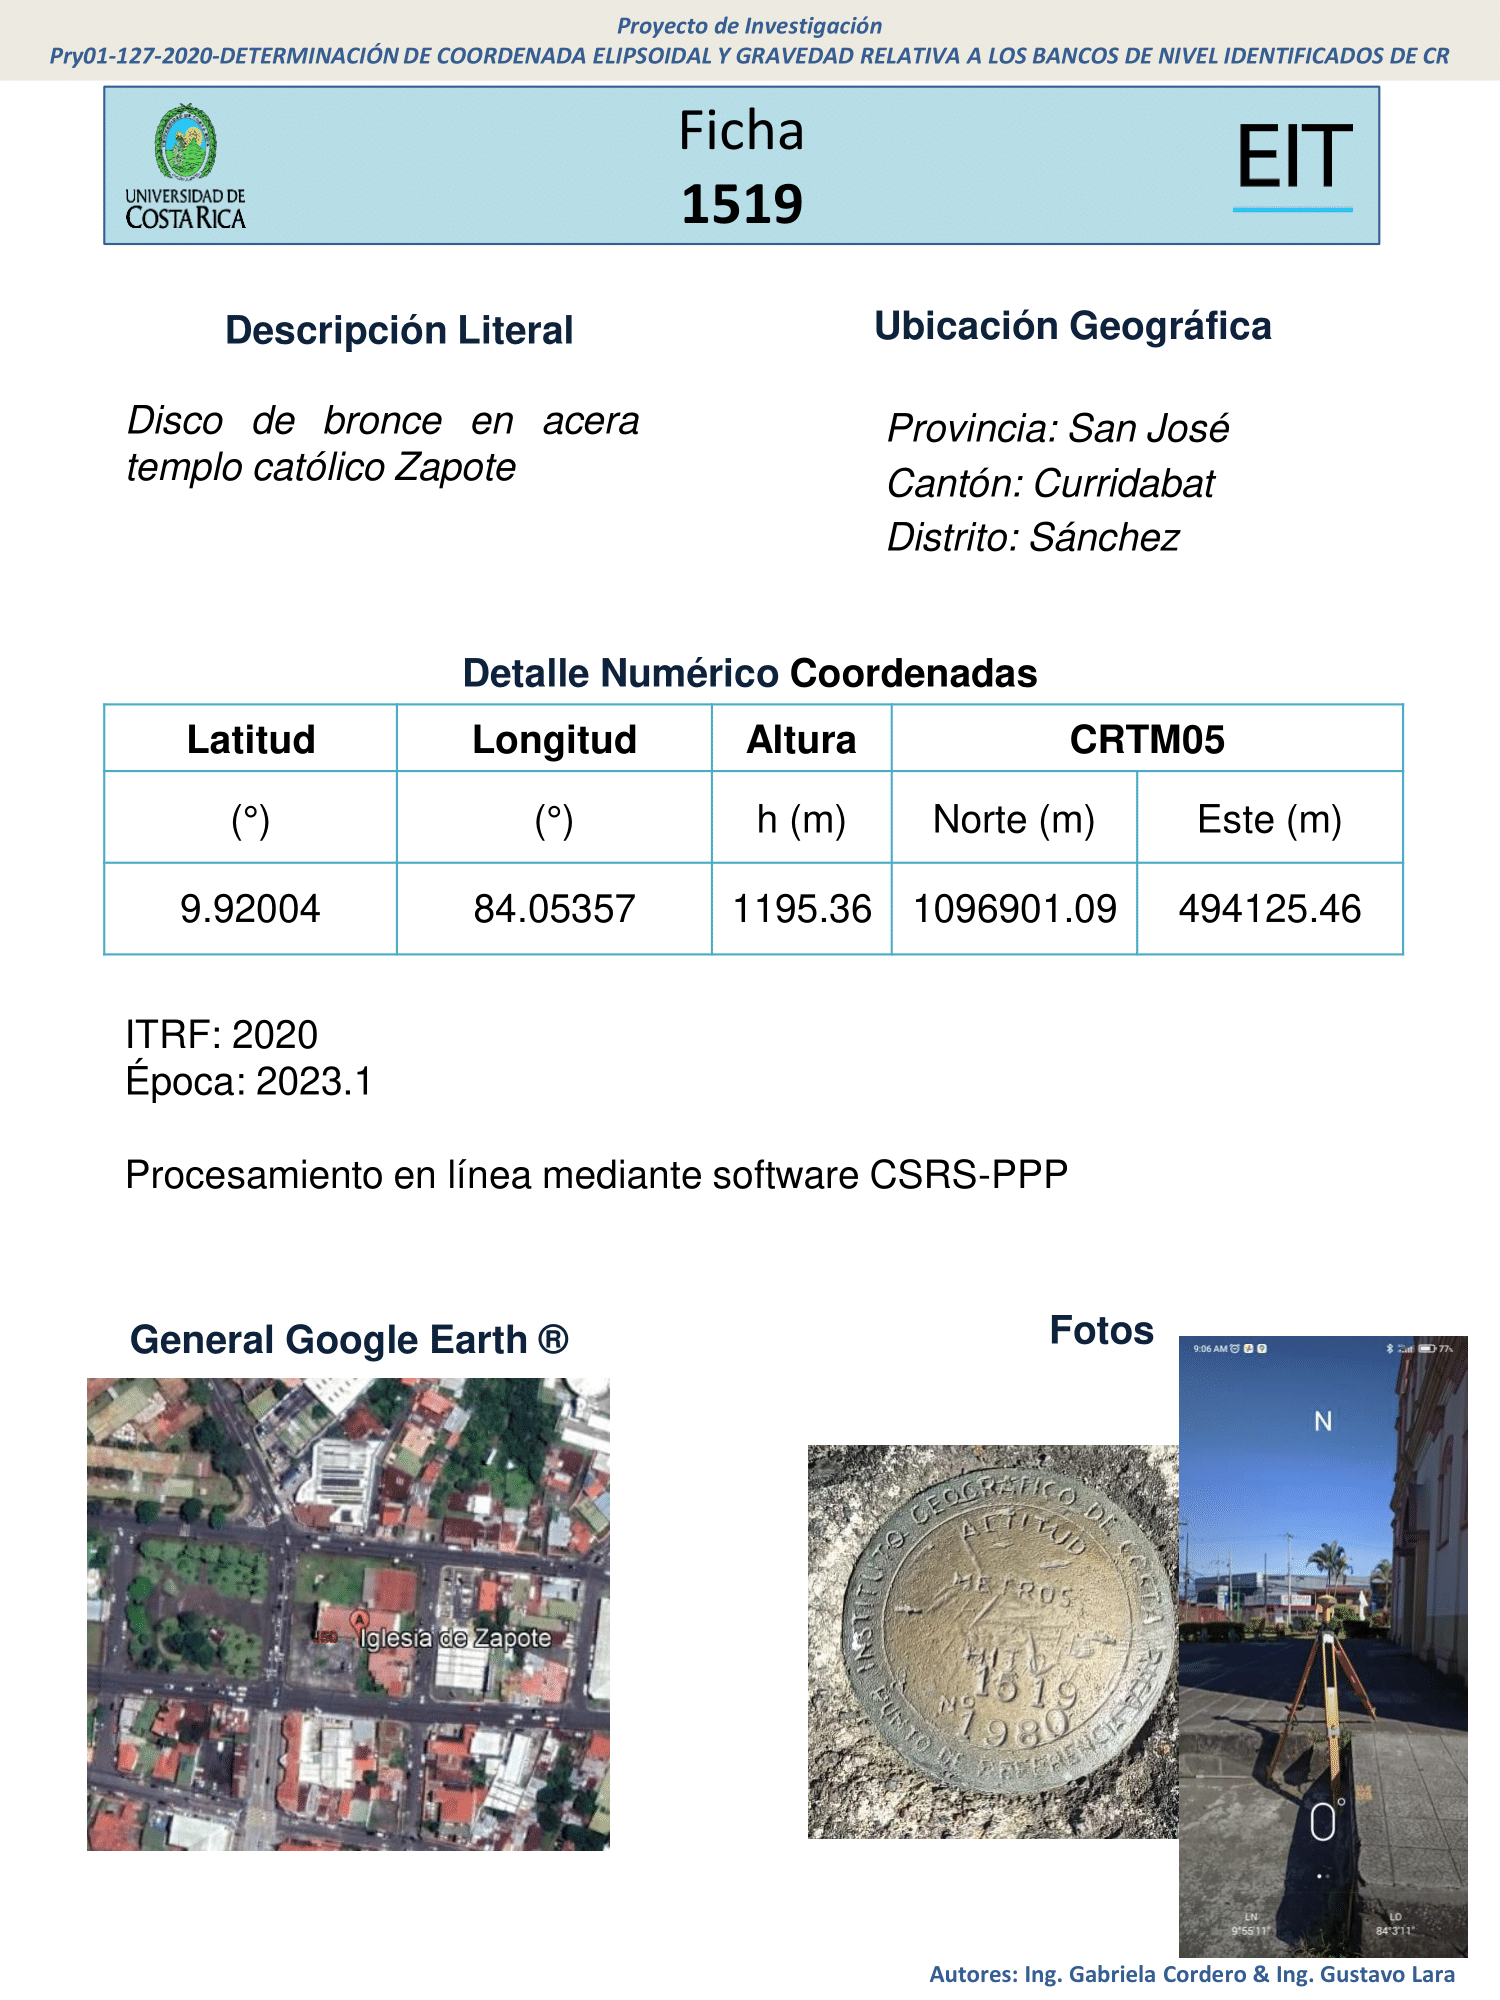 Proyecto de Investigación
Pry01-127-2020-DETERMINACIÓN DE COORDENADA ELIPSOIDAL Y GRAVEDAD RELATIVA A LOS BANCOS DE NIVEL IDENTIFICADOS DE CR
UNIVERSIDAD DE
COSTA RICA
Ficha
1519
EIT
Descripción Literal
Disco de bronce en acera
templo católico Zapote
Ubicación Geográfica
Provincia: San José
Cantón: Curridabat
Distrito: Sánchez
Detalle Numérico Coordenadas
Latitud Longitud Altura CRTM05
(°) (°) h (m) Norte (m) Este (m)
9.92004 84.05357 1195.36 1096901.09 494125.46
ITRF: 2020
Época: 2023.1
Procesamiento en línea mediante software CSRS-PPP
General Google Earth ®
A
Iglesia de Zapote
Fotos
INSTITUTO GEOGRAFICO DE COSTA RICA
ALTITUD
METROS
HITO
1519
No
1980
PUNTO DE REFERENCIA
9:06 AM
77%
N
0°
LN
9°55'11"
LO
84°3'11"
Autores: Ing. Gabriela Cordero & Ing. Gustavo Lara